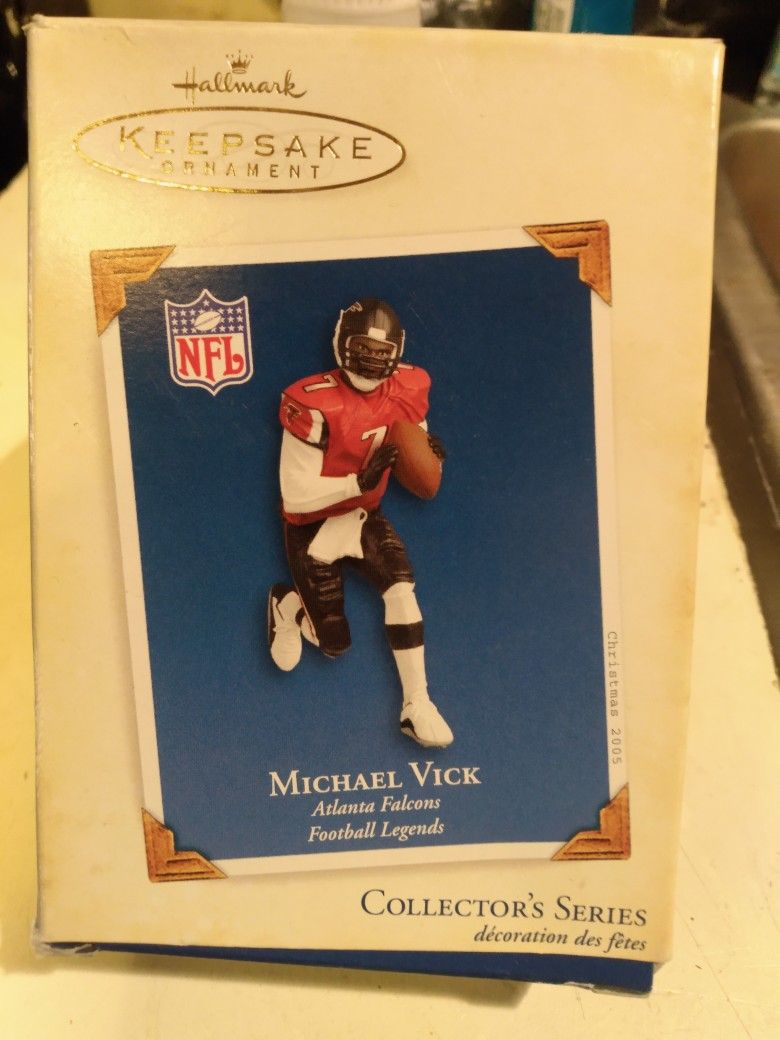 Hallmark
KEEPSAKE
ORNAMENT
NFL
7
7
Christmas 2005
MICHAEL VICK
Atlanta Falcons
Football Legends
COLLECTOR'S SERIES
décoration des fêtes